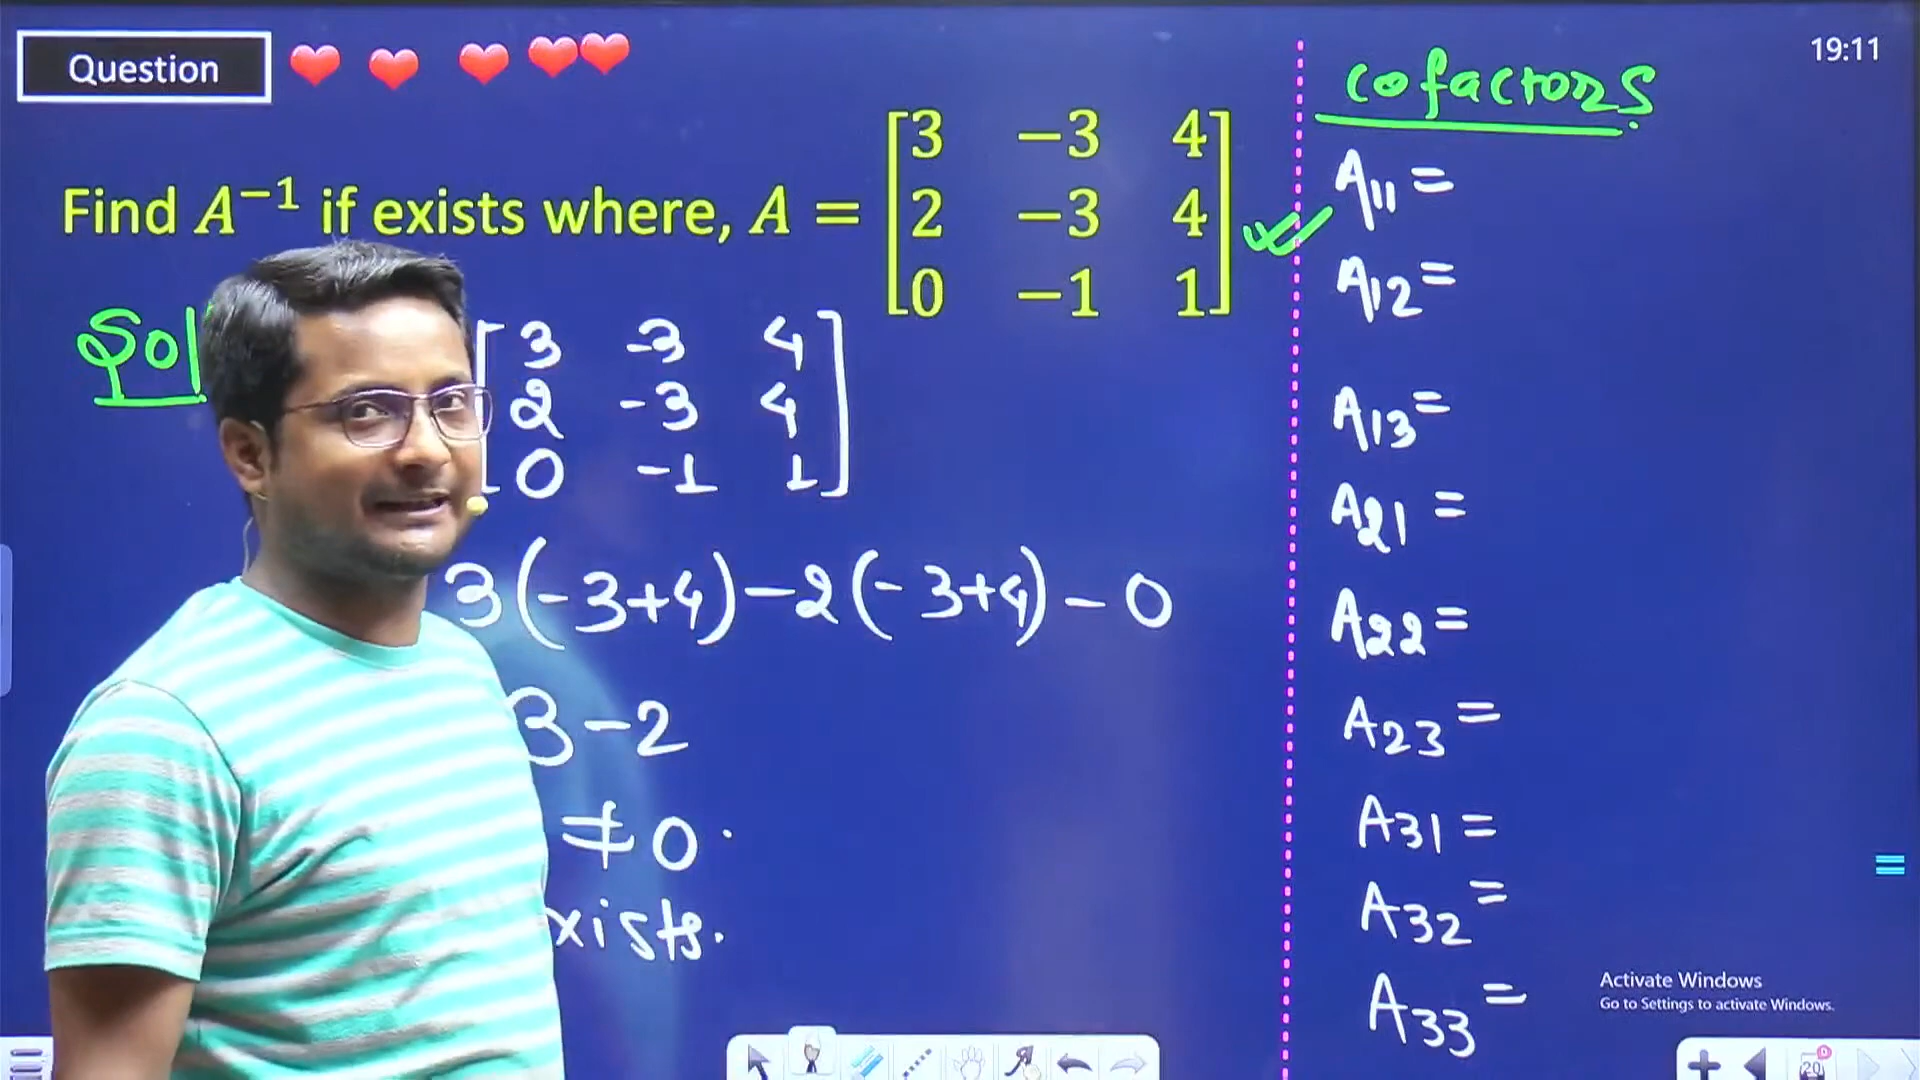 Question
19:11
Find A⁻¹ if exists where, A = [3 −3 4
2 −3 4
0 −1 1]
Sol
[3 -3 4
2 -3 4
0 -1 1]
3(-3+4)-2(-3+4)-0
3-2
≠0.
xists.
cofactors
A11=
A12=
A13=
A21=
A22=
A23=
A31=
A32=
A33=
Activate Windows
Go to Settings to activate Windows.
20